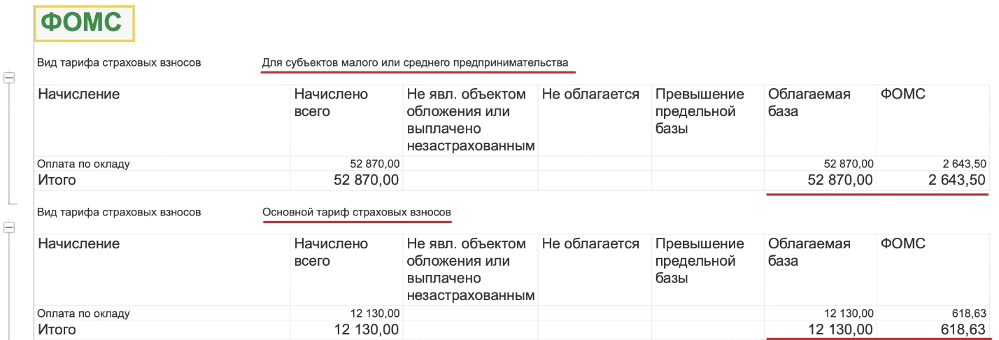 ФОМС
Вид тарифа страховых взносов Для субъектов малого или среднего предпринимательства
Начисление Начислено всего Не явл. объектом обложения или выплачено незастрахованным Не облагается Превышение предельной базы Облагаемая база ФОМС
Оплата по окладу 52 870,00 52 870,00 2 643,50
Итого 52 870,00 52 870,00 2 643,50
Вид тарифа страховых взносов Основной тариф страховых взносов
Начисление Начислено всего Не явл. объектом обложения или выплачено незастрахованным Не облагается Превышение предельной базы Облагаемая база ФОМС
Оплата по окладу 12 130,00 12 130,00 618,63
Итого 12 130,00 12 130,00 618,63